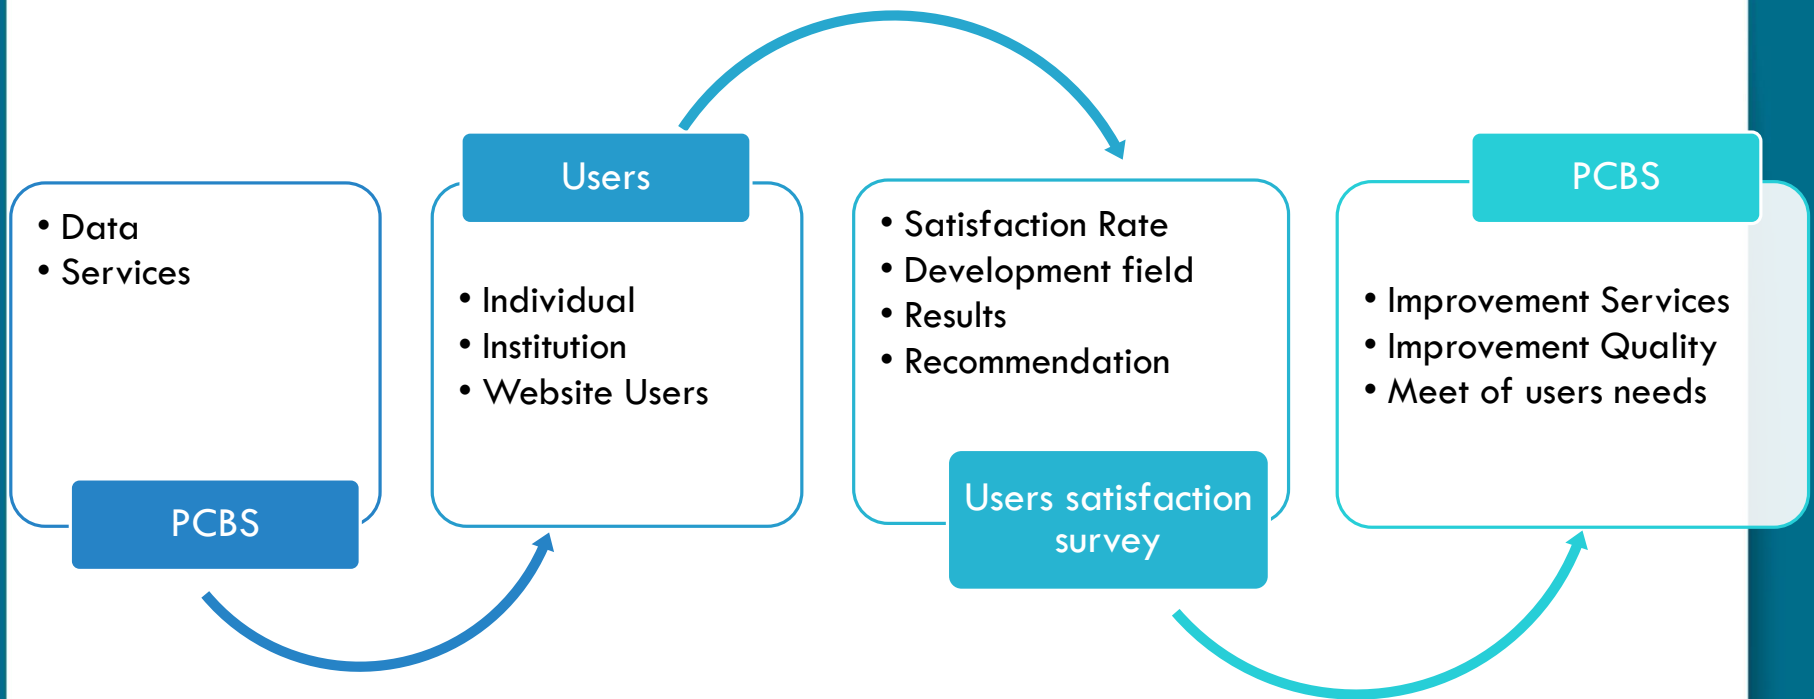 • Data
• Services
PCBS
Users
• Individual
• Institution
• Website Users
• Satisfaction Rate
• Development field
• Results
• Recommendation
Users satisfaction
survey
PCBS
• Improvement Services
• Improvement Quality
• Meet of users needs